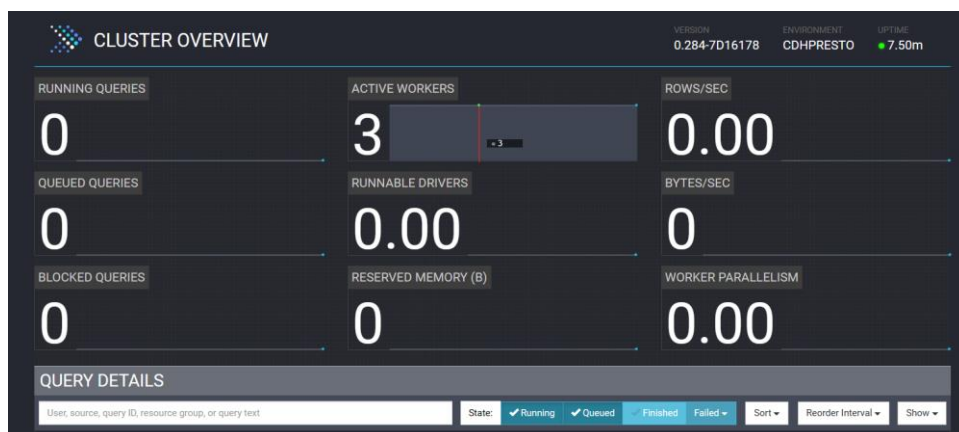 CLUSTER OVERVIEW
VERSION
0.284-7D16178
ENVIRONMENT
CDHPRESTO
UPTIME
7.50m
RUNNING QUERIES
0
ACTIVE WORKERS
3
3
ROWS/SEC
0.00
QUEUED QUERIES
0
RUNNABLE DRIVERS
0.00
BYTES/SEC
0
BLOCKED QUERIES
0
RESERVED MEMORY (B)
0
WORKER PARALLELISM
0.00
QUERY DETAILS
User, source, query ID, resource group, or query text
State:
Running
Queued
Finished
Failed
Sort
Reorder Interval
Show